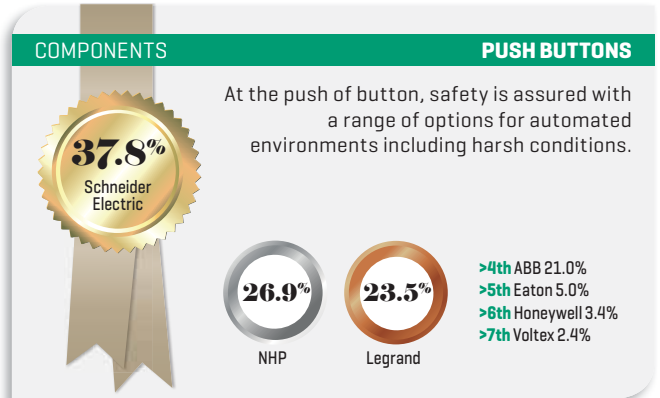 COMPONENTS
PUSH BUTTONS
At the push of button, safety is assured with
a range of options for automated
environments including harsh conditions.
37.8%
Schneider
Electric
26.9%
NHP
23.5%
Legrand
>4th ABB 21.0%
>5th Eaton 5.0%
>6th Honeywell 3.4%
>7th Voltex 2.4%